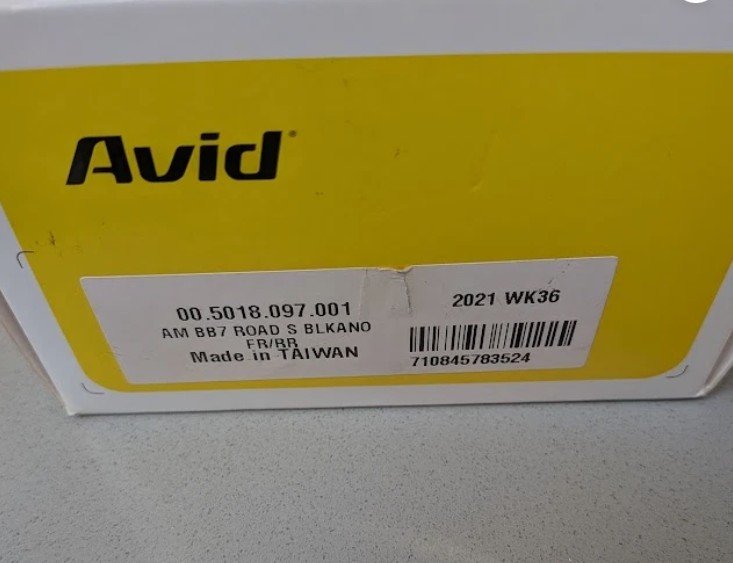 Avid
00.5018.097.001
AM BB7 ROAD S BLKANO
FR/RR
Made in TAIWAN
2021 WK36
710845783524